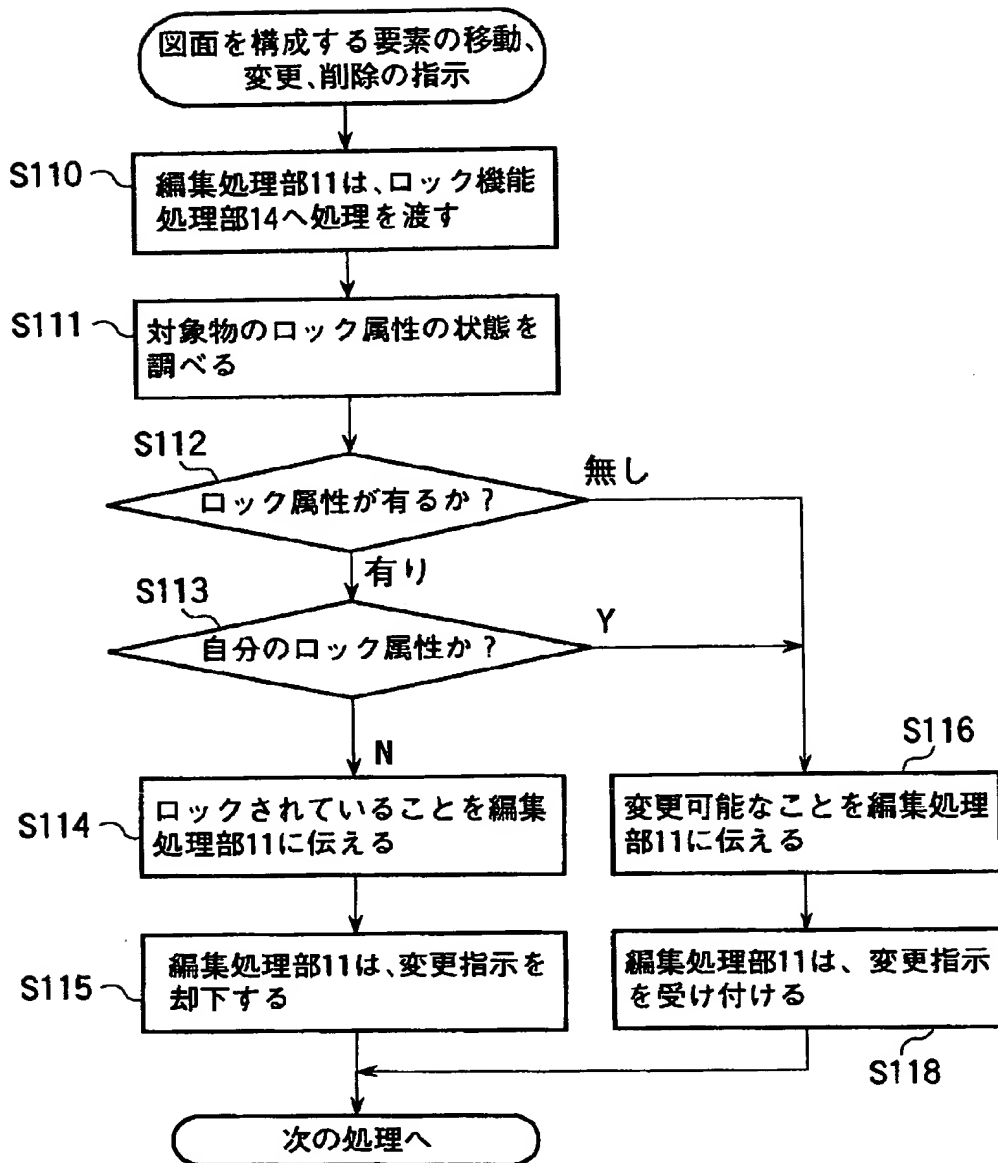 図面を構成する要素の移動、
変更、削除の指示
S110
編集処理部11は、ロック機能
処理部14へ処理を渡す
S111
対象物のロック属性の状態を
調べる
S112
ロック属性が有るか？
無し
有り
S113
自分のロック属性か？
Y
N
S114
ロックされていることを編集
処理部11に伝える
S116
変更可能なことを編集処理
部11に伝える
S115
編集処理部11は、変更指示を
却下する
編集処理部11は、変更指示
を受け付ける
S118
次の処理へ